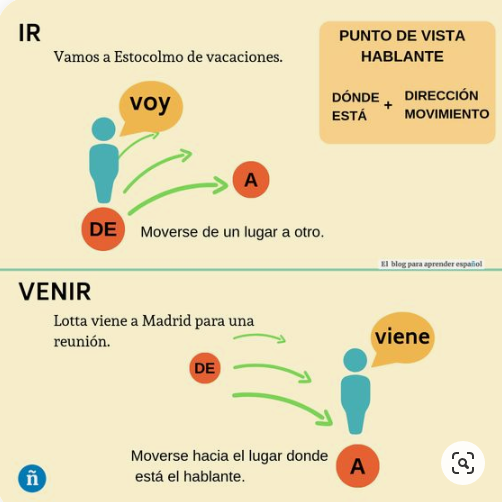 IR
Vamos a Estocolmo de vacaciones.
PUNTO DE VISTA
HABLANTE
DÓNDE
ESTÁ
+
DIRECCIÓN
MOVIMIENTO
voy
A
DE
Moverse de un lugar a otro.
El blog para aprender español
VENIR
Lotta viene a Madrid para una
reunión.
viene
DE
Moverse hacia el lugar donde
está el hablante.
A
ñ